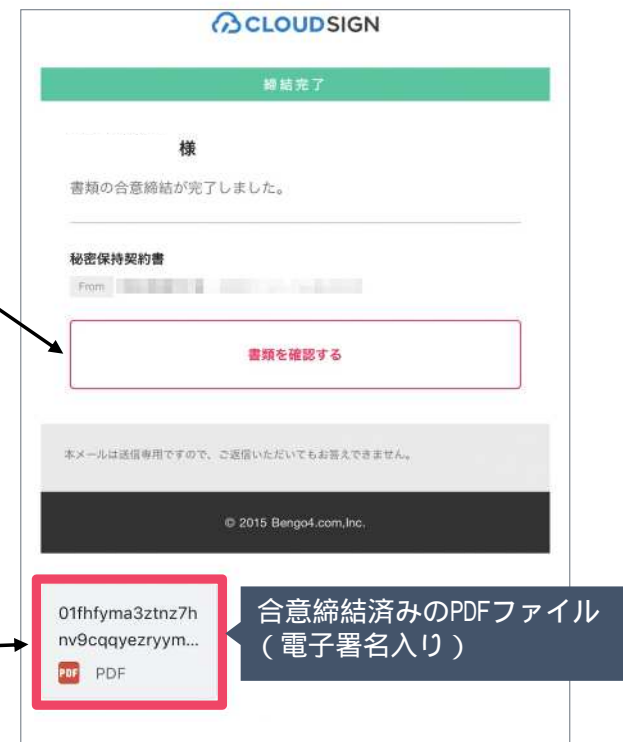 CLOUDSIGN
締結完了
様
書類の合意締結が完了しました。
秘密保持契約書
From
書類を確認する
本メールは送信専用ですので、ご返信いただいてもお答えできません。
© 2015 Bengo4.com,Inc.
01fhfyma3ztnz7h
nv9cqqyezryym...
PDF PDF
合意締結済みのPDFファイル
(電子署名入り)